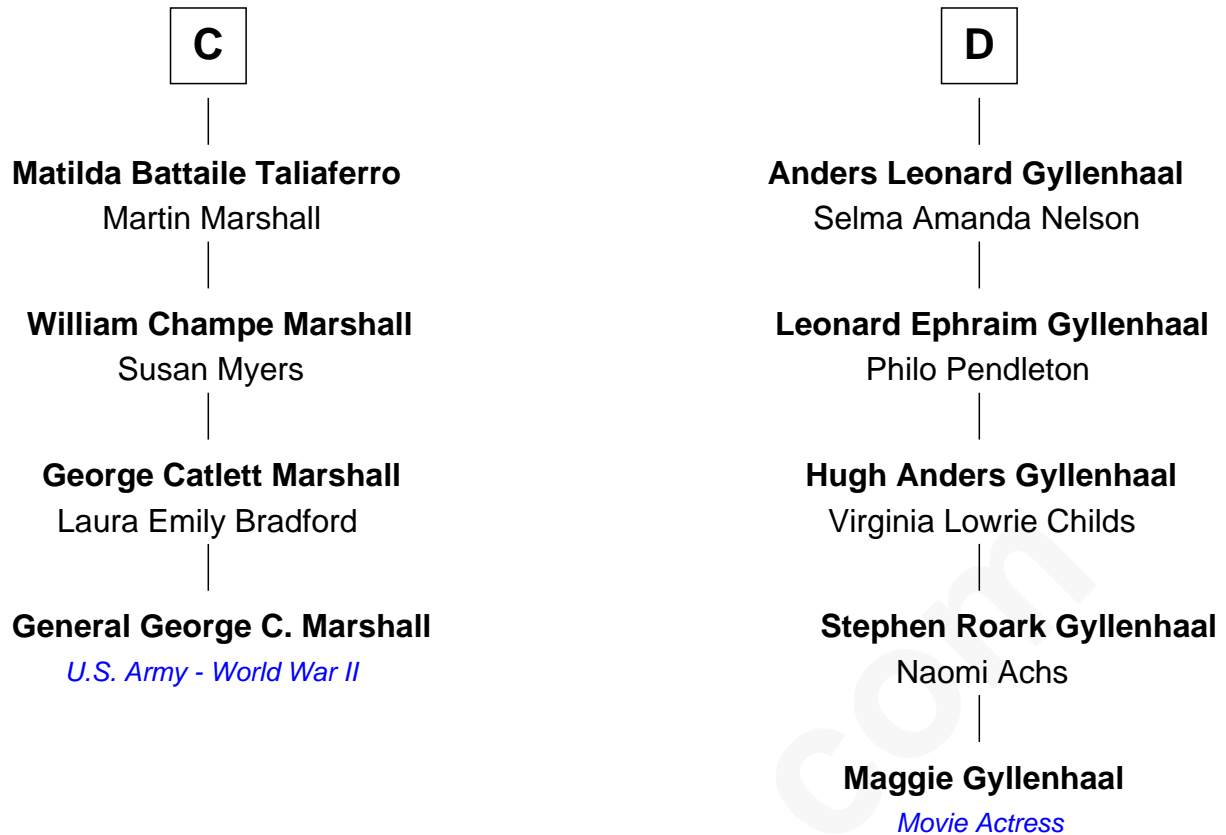 C
Matilda Battaile Taliaferro
Martin Marshall
William Champe Marshall
Susan Myers
George Catlett Marshall
Laura Emily Bradford
General George C. Marshall
U.S. Army - World War II
D
Anders Leonard Gyllenhaal
Selma Amanda Nelson
Leonard Ephraim Gyllenhaal
Philo Pendleton
Hugh Anders Gyllenhaal
Virginia Lowrie Childs
Stephen Roark Gyllenhaal
Naomi Achs
Maggie Gyllenhaal
Movie Actress
com